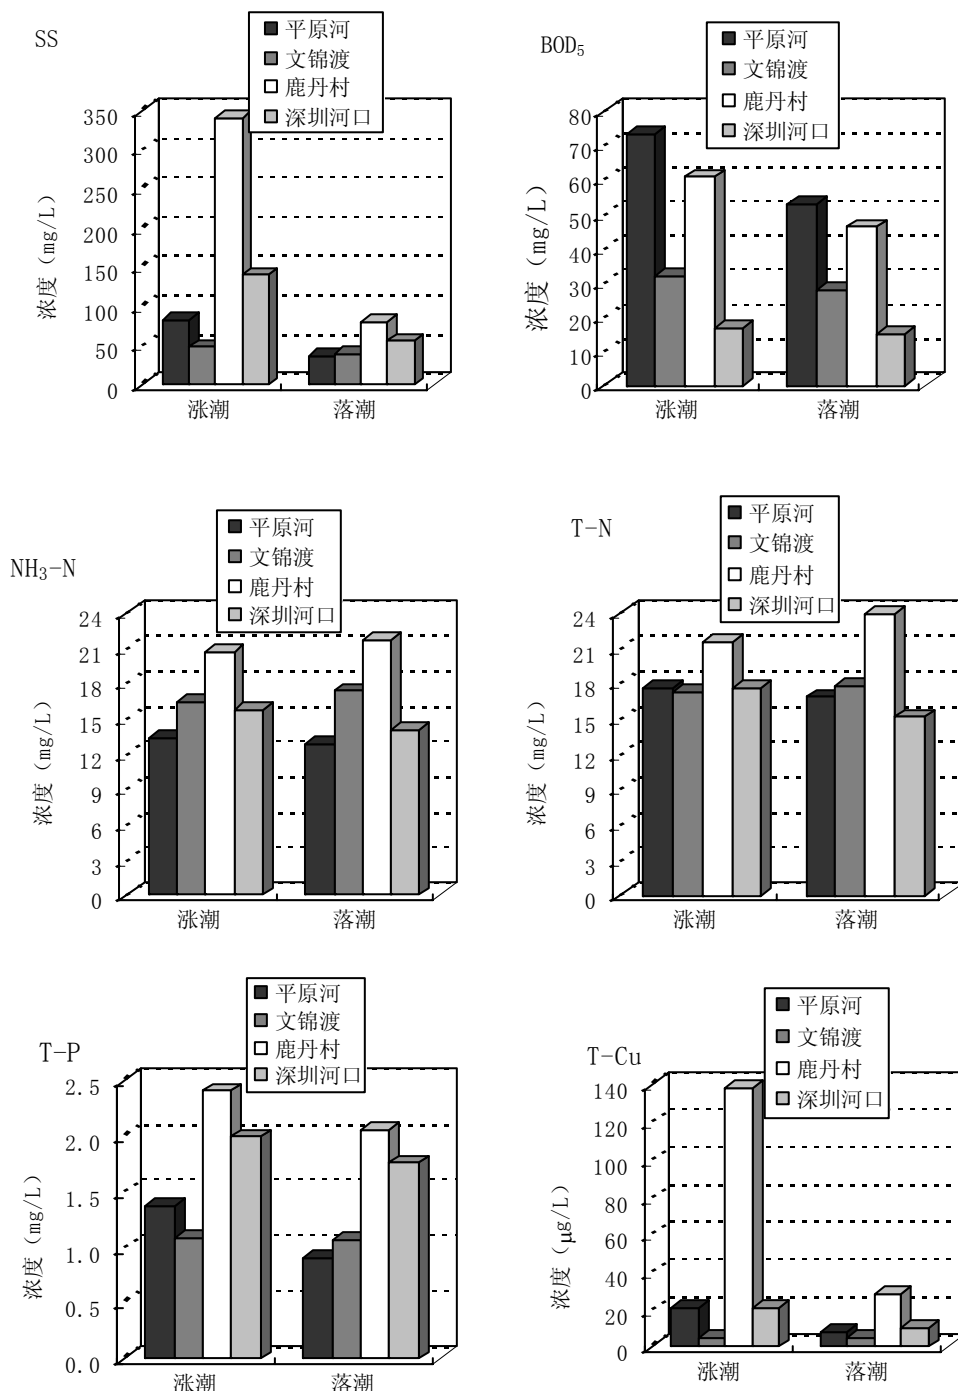 SS
平原河
文锦渡
鹿丹村
深圳河口
350
300
250
200
150
100
50
0
浓度（mg/L）
涨潮
落潮
BOD₅
平原河
文锦渡
鹿丹村
深圳河口
80
70
60
50
40
30
20
10
0
浓度（mg/L）
涨潮
落潮
NH₃-N
平原河
文锦渡
鹿丹村
深圳河口
24
21
18
15
12
9
6
3
0
浓度（mg/L）
涨潮
落潮
T-N
平原河
文锦渡
鹿丹村
深圳河口
24
21
18
15
12
9
6
3
0
浓度（mg/L）
涨潮
落潮
T-P
平原河
文锦渡
鹿丹村
深圳河口
2.5
2.0
1.5
1.0
0.5
0.0
浓度（mg/L）
涨潮
落潮
T-Cu
平原河
文锦渡
鹿丹村
深圳河口
140
120
100
80
60
40
20
0
浓度（μg/L）
涨潮
落潮